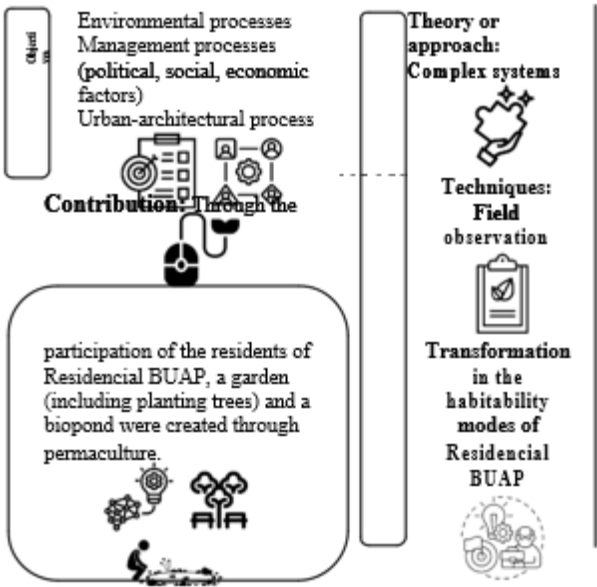 Objeti
vos
Environmental processes
Management processes
(political, social, economic
factors)
Urban-architectural process
Contribution: Through the
participation of the residents of
Residencial BUAP, a garden
(including planting trees) and a
biopond were created through
permaculture.
Theory or
approach:
Complex systems
Techniques:
Field
observation
Transformation
in the
habitability
modes of
Residencial
BUAP